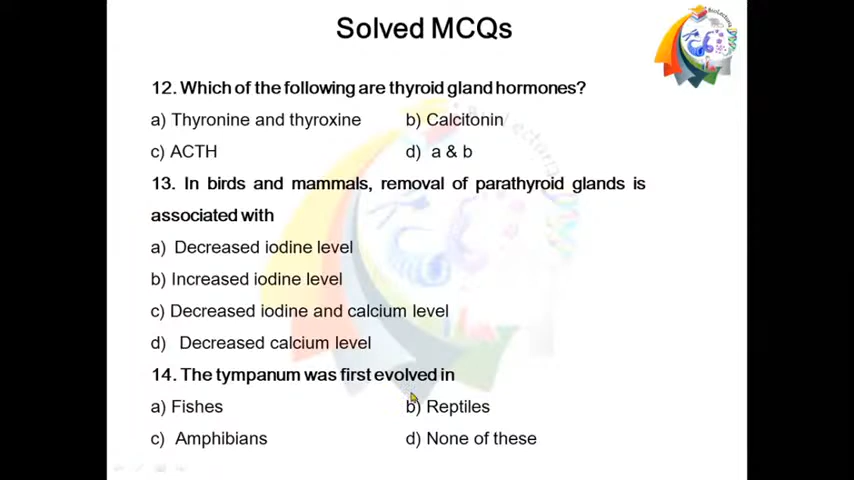 Solved MCQs
12. Which of the following are thyroid gland hormones?
a) Thyronine and thyroxine b) Calcitonin
c) ACTH d) a & b
13. In birds and mammals, removal of parathyroid glands is
associated with
a) Decreased iodine level
b) Increased iodine level
c) Decreased iodine and calcium level
d) Decreased calcium level
14. The tympanum was first evolved in
a) Fishes b) Reptiles
c) Amphibians d) None of these